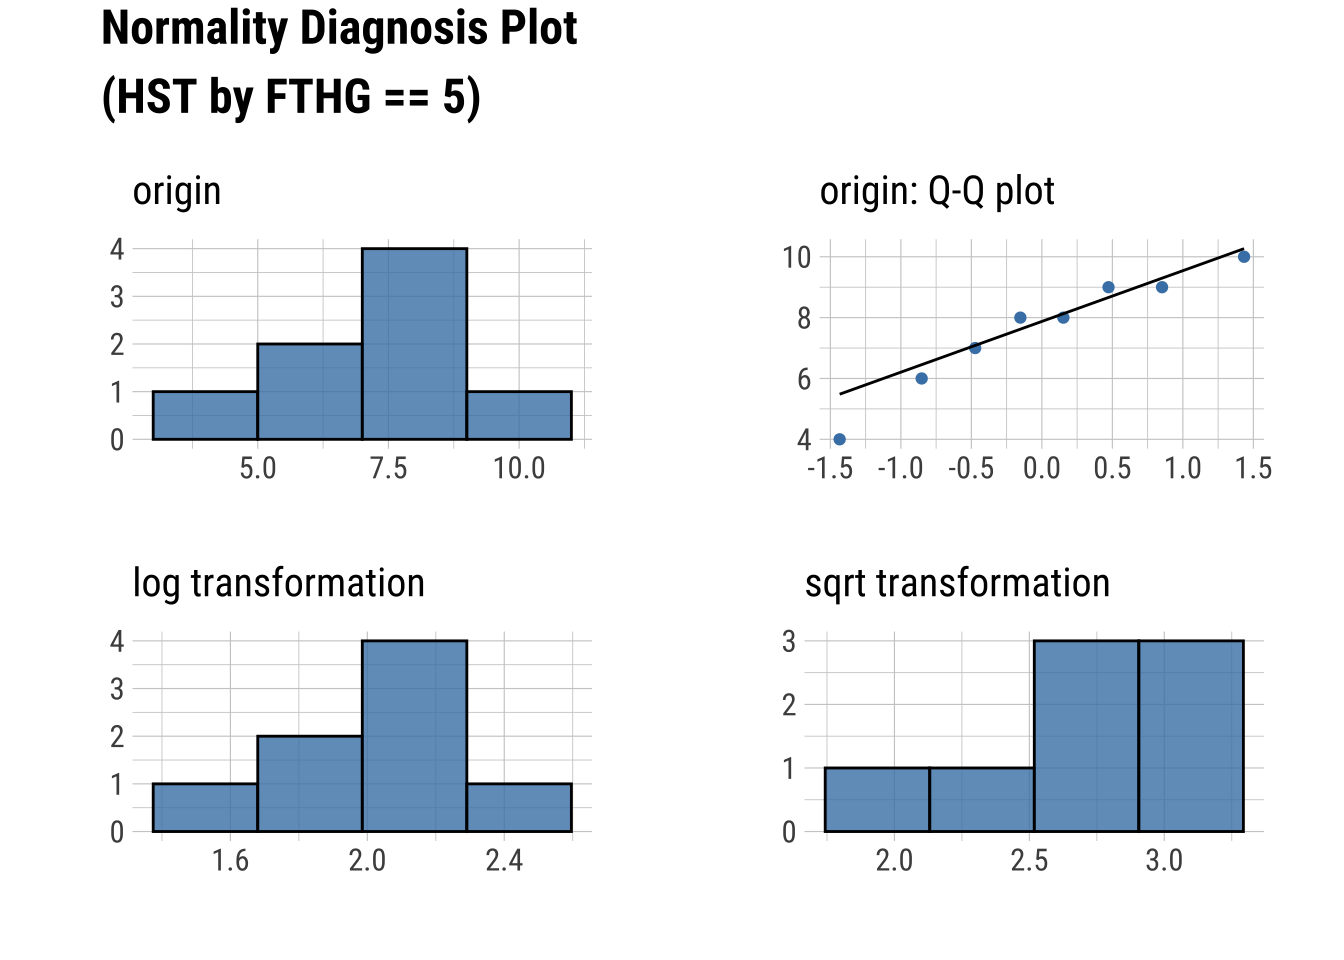 Normality Diagnosis Plot
(HST by FTHG == 5)
origin
4
3
2
1
0
5.0 7.5 10.0
origin: Q-Q plot
10
8
6
4
-1.5 -1.0 -0.5 0.0 0.5 1.0 1.5
log transformation
4
3
2
1
0
1.6 2.0 2.4
sqrt transformation
3
2
1
0
2.0 2.5 3.0